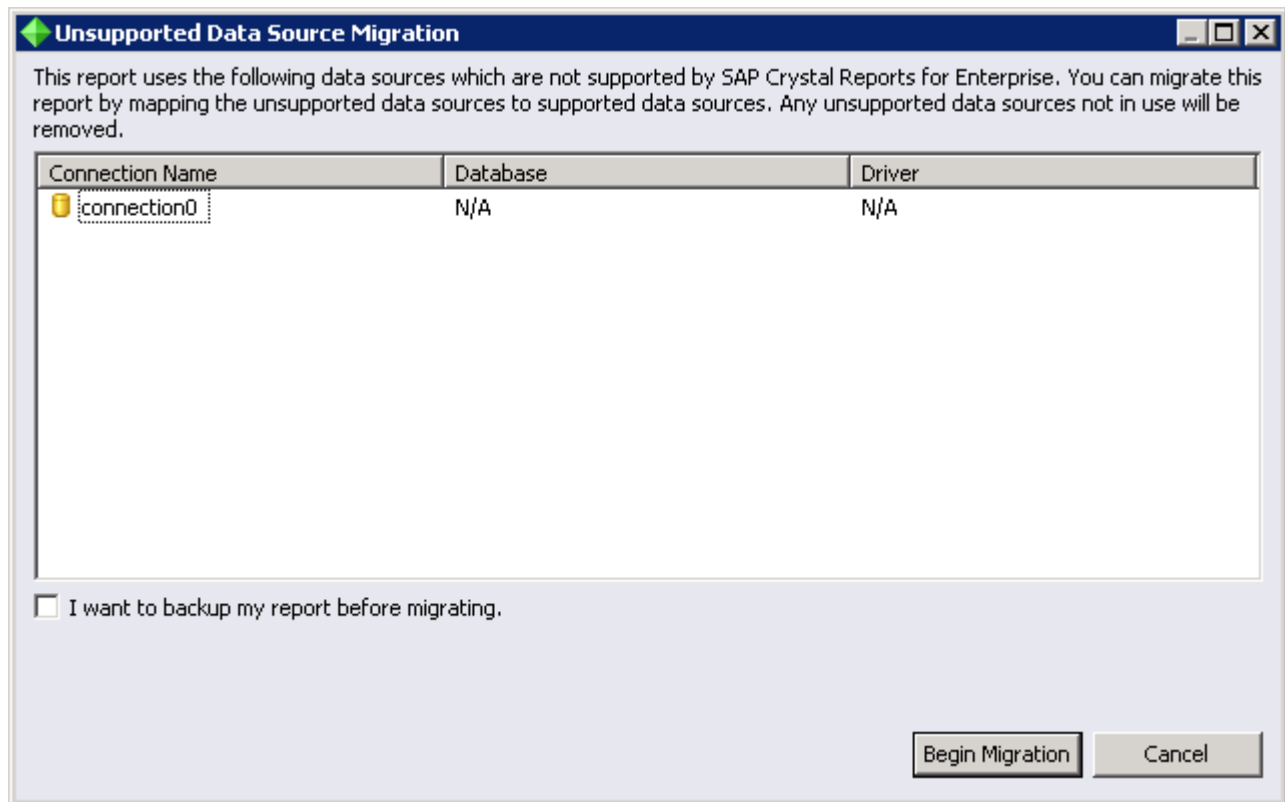 Unsupported Data Source Migration
This report uses the following data sources which are not supported by SAP Crystal Reports for Enterprise. You can migrate this
report by mapping the unsupported data sources to supported data sources. Any unsupported data sources not in use will be
removed.
Connection Name Database Driver
connection0 N/A N/A
I want to backup my report before migrating.
Begin Migration Cancel